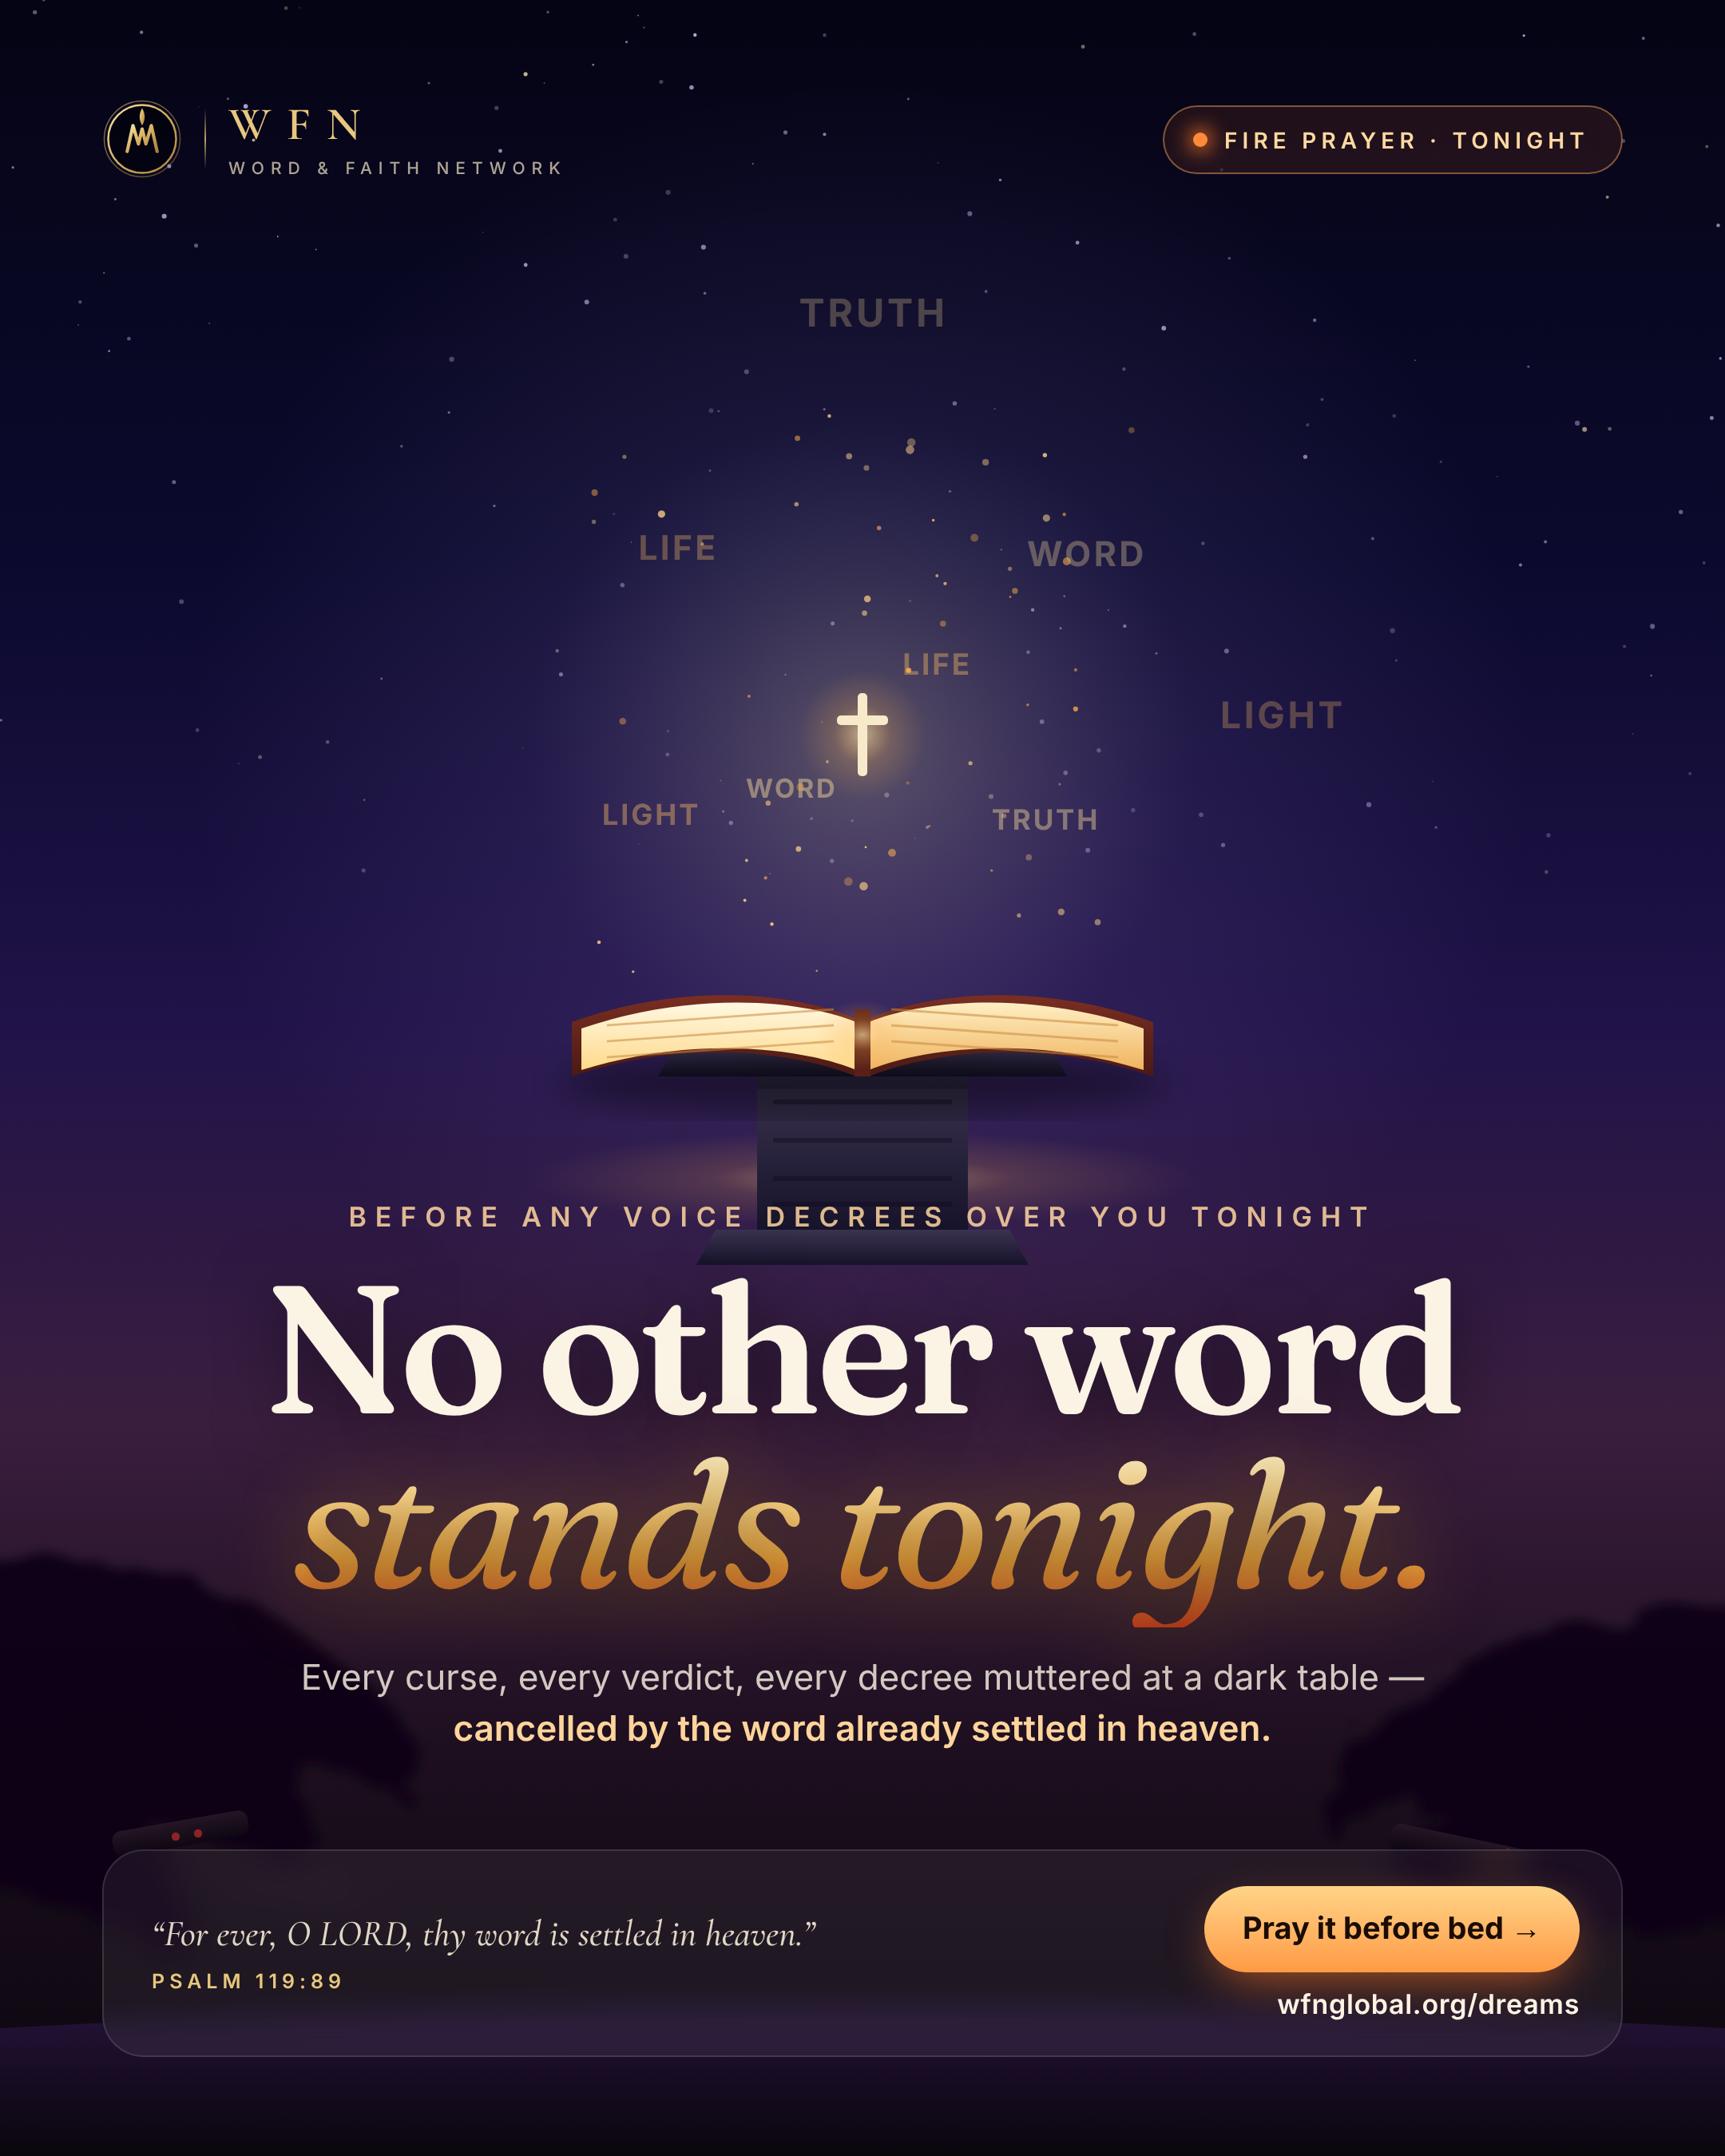 WFN
WORD & FAITH NETWORK
FIRE PRAYER · TONIGHT
TRUTH
LIFE
WORD
LIFE
LIGHT
WORD
LIGHT
TRUTH
BEFORE ANY VOICE DECREES OVER YOU TONIGHT
No other word
stands tonight.
Every curse, every verdict, every decree muttered at a dark table —
cancelled by the word already settled in heaven.
“For ever, O LORD, thy word is settled in heaven.”
PSALM 119:89
Pray it before bed →
wfnglobal.org/dreams